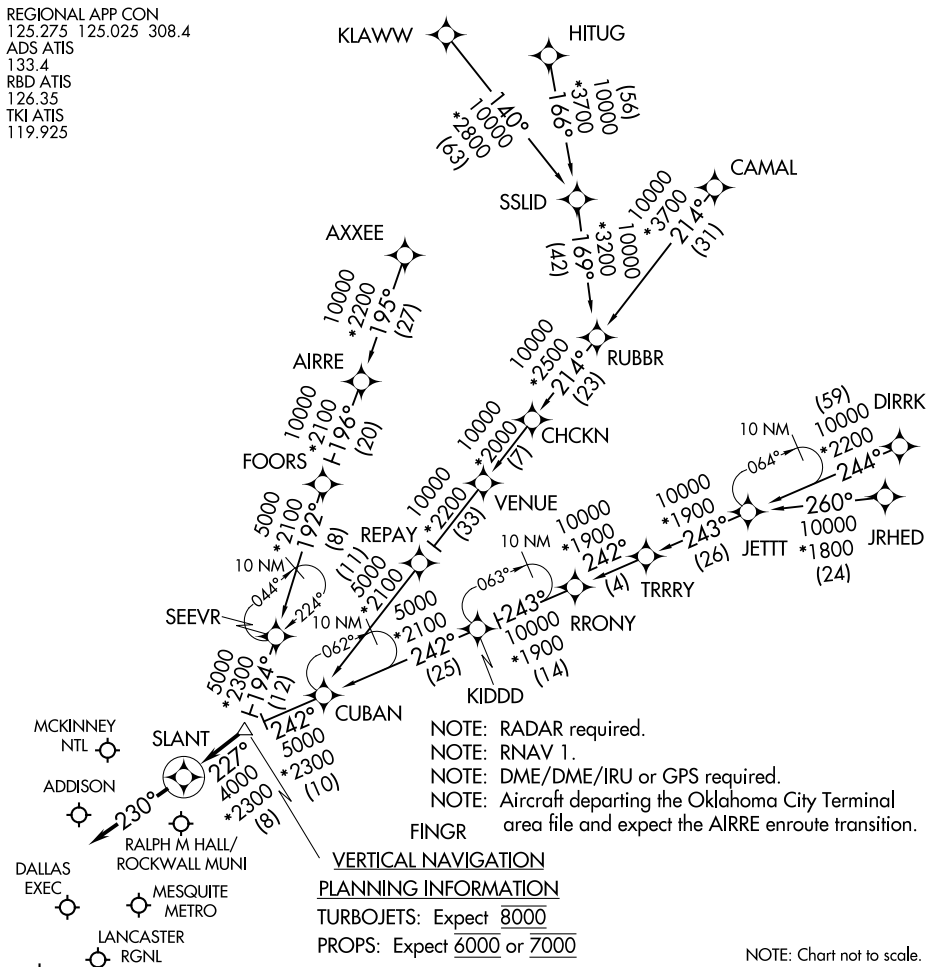 REGIONAL APP CON
125.275 125.025 308.4
ADS ATIS
133.4
RBD ATIS
126.35
TKI ATIS
119.925
KLAWW
HITUG
140°
10000
*2800
(63)
(56)
10000
*3700
166°
SSLID
CAMAL
10000
*3700
214°
(31)
10000
*3200
169°
(42)
AXXEE
10000
*2200
195°
(27)
RUBBR
10000
*2500
214°
(23)
AIRRE
10000
*2100
196°
(20)
CHCKN
10000
*2000
(7)
VENUE
10000
*2200
(33)
FOORS
5000
*2100
192°
(8)
REPAY
(11)
5000
*2100
10 NM
044°
224°
SEEVR
5000
*2300
194°
(12)
DIRRK
(59)
10000
*2200
244°
10 NM
064°
JETTT
260°
10000
*1800
(24)
JRHED
10000
*1900
243°
(26)
TRRRY
10000
*1900
242°
(4)
RRONY
10 NM
063°
243°
10000
*1900
(14)
KIDDD
5000
*2100
242°
(25)
10 NM
062°
CUBAN
242°
5000
*2300
(10)
MCKINNEY
NTL
SLANT
227°
4000
*2300
(8)
ADDISON
230°
RALPH M HALL/
ROCKWALL MUNI
DALLAS
EXEC
MESQUITE
METRO
LANCASTER
RGNL
NOTE: RADAR required.
NOTE: RNAV 1.
NOTE: DME/DME/IRU or GPS required.
NOTE: Aircraft departing the Oklahoma City Terminal
area file and expect the AIRRE enroute transition.
FINGR
VERTICAL NAVIGATION
PLANNING INFORMATION
TURBOJETS: Expect 8000
PROPS: Expect 6000 or 7000
NOTE: Chart not to scale.